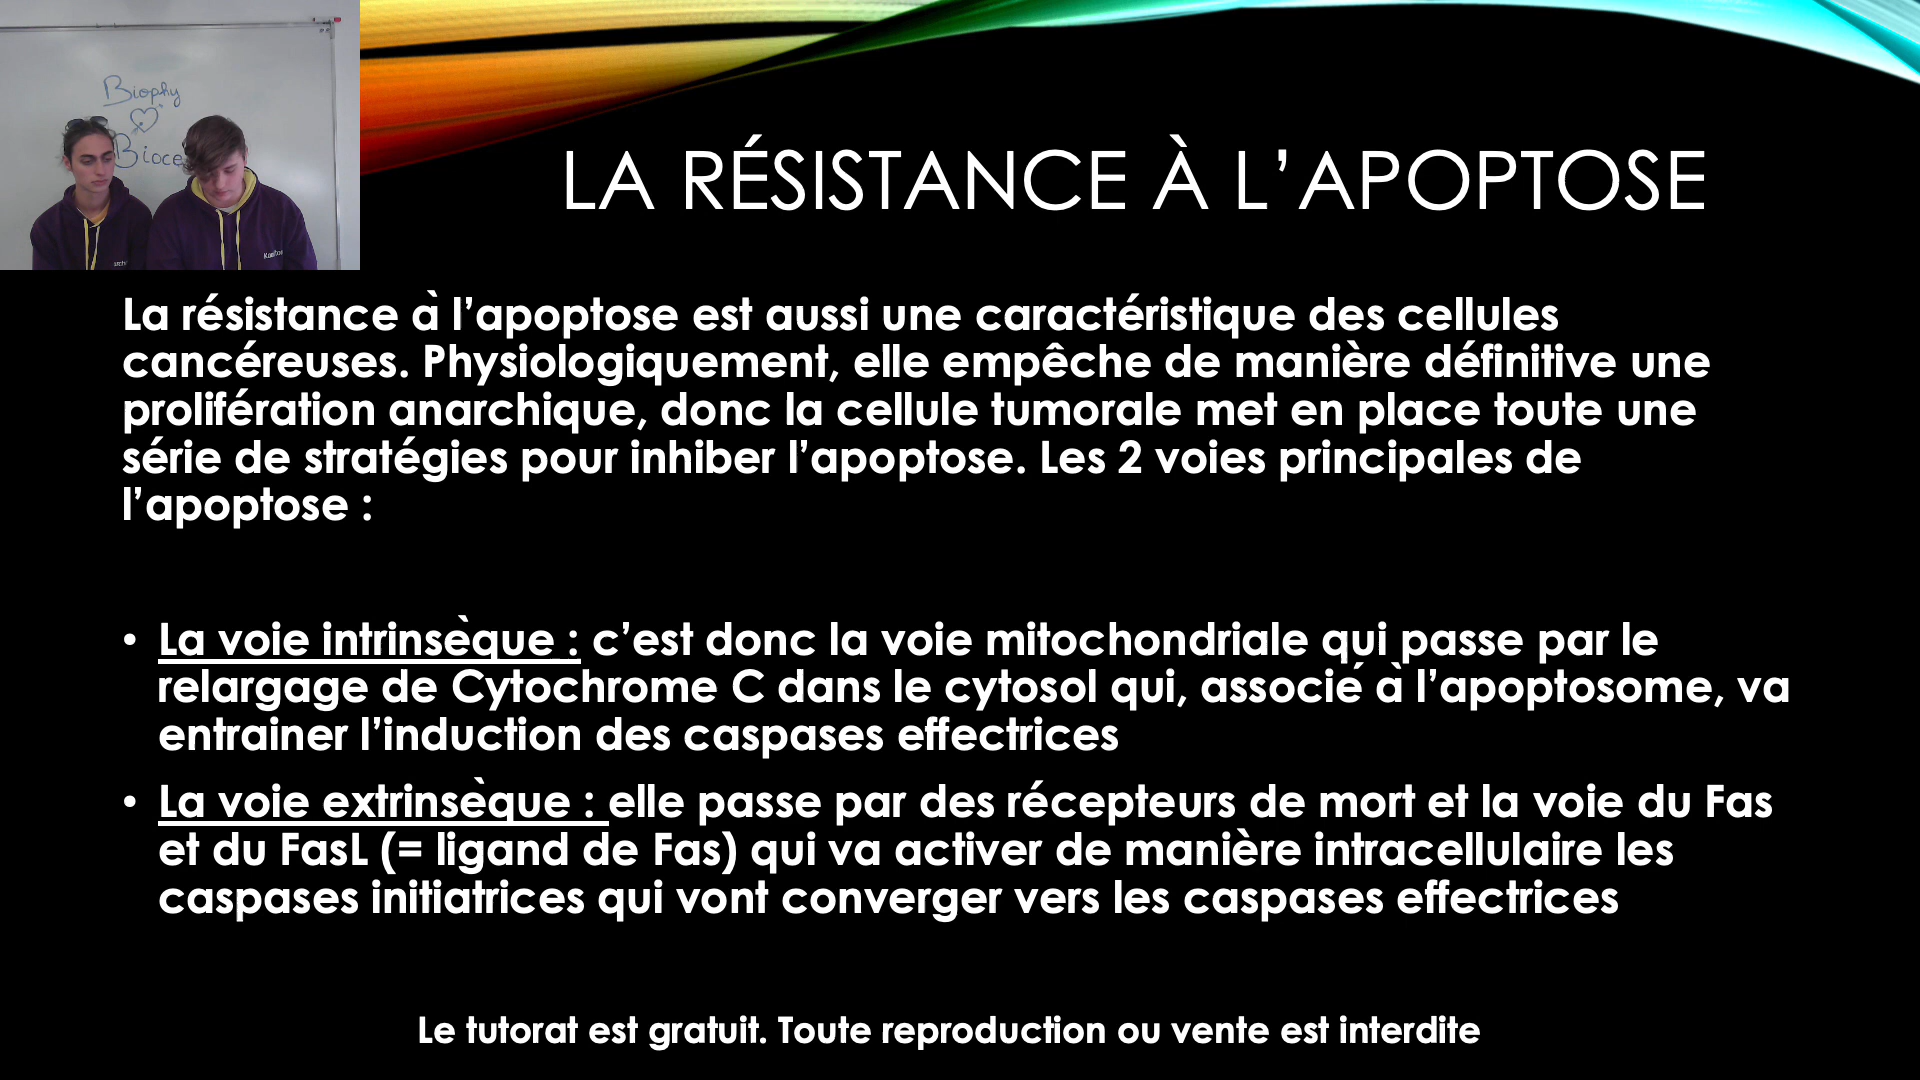 Biophy
Bioce
LA RÉSISTANCE À L’APOPTOSE
La résistance à l’apoptose est aussi une caractéristique des cellules
cancéreuses. Physiologiquement, elle empêche de manière définitive une
prolifération anarchique, donc la cellule tumorale met en place toute une
série de stratégies pour inhiber l’apoptose. Les 2 voies principales de
l’apoptose :
• La voie intrinsèque : c’est donc la voie mitochondriale qui passe par le
relargage de Cytochrome C dans le cytosol qui, associé à l’apoptosome, va
entrainer l’induction des caspases effectrices
• La voie extrinsèque : elle passe par des récepteurs de mort et la voie du Fas
et du FasL (= ligand de Fas) qui va activer de manière intracellulaire les
caspases initiatrices qui vont converger vers les caspases effectrices
Le tutorat est gratuit. Toute reproduction ou vente est interdite